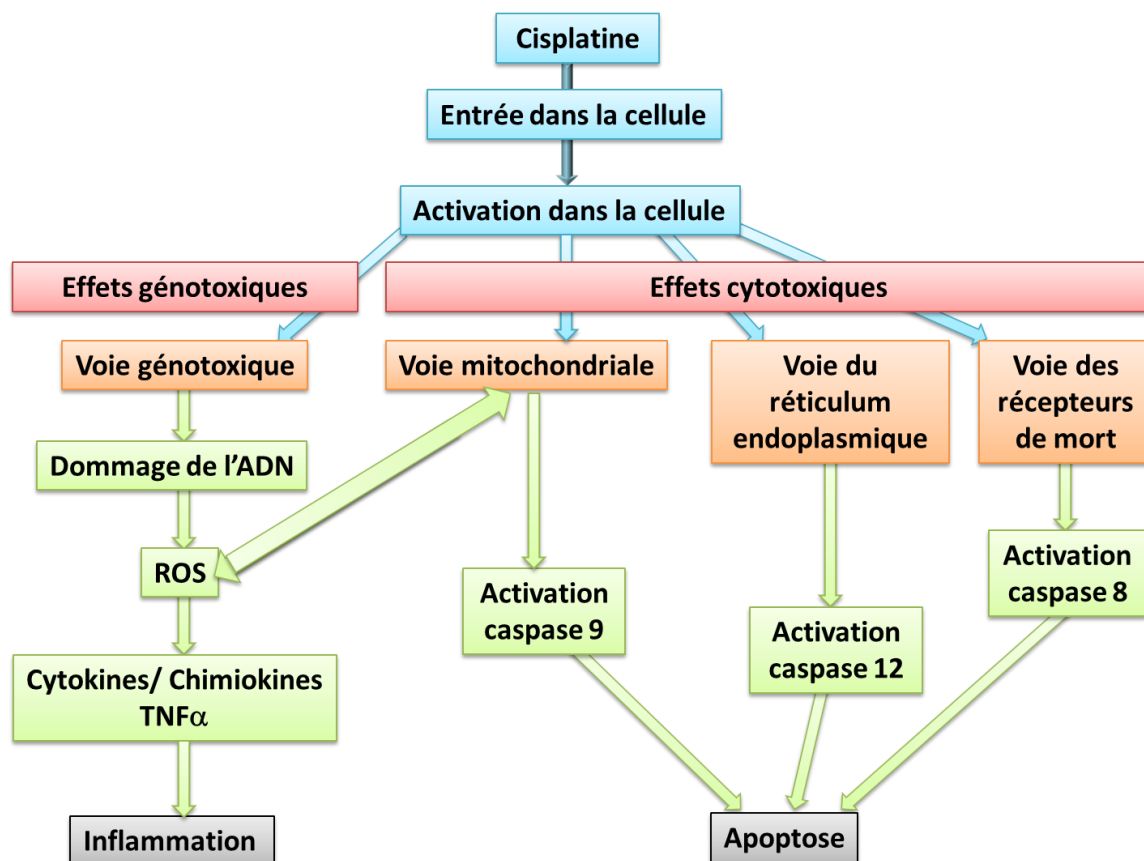 Cisplatine
Entrée dans la cellule
Activation dans la cellule
Effets génotoxiques
Effets cytotoxiques
Voie génotoxique
Voie mitochondriale
Voie du
réticulum
endoplasmique
Voie des
récepteurs
de mort
Dommage de l’ADN
ROS
Activation
caspase 9
Activation
caspase 12
Activation
caspase 8
Cytokines/ Chimiokines
TNFα
Inflammation
Apoptose